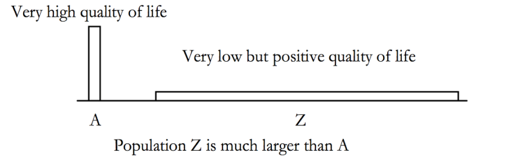 Very high quality of life
Very low but positive quality of life
A
Z
Population Z is much larger than A